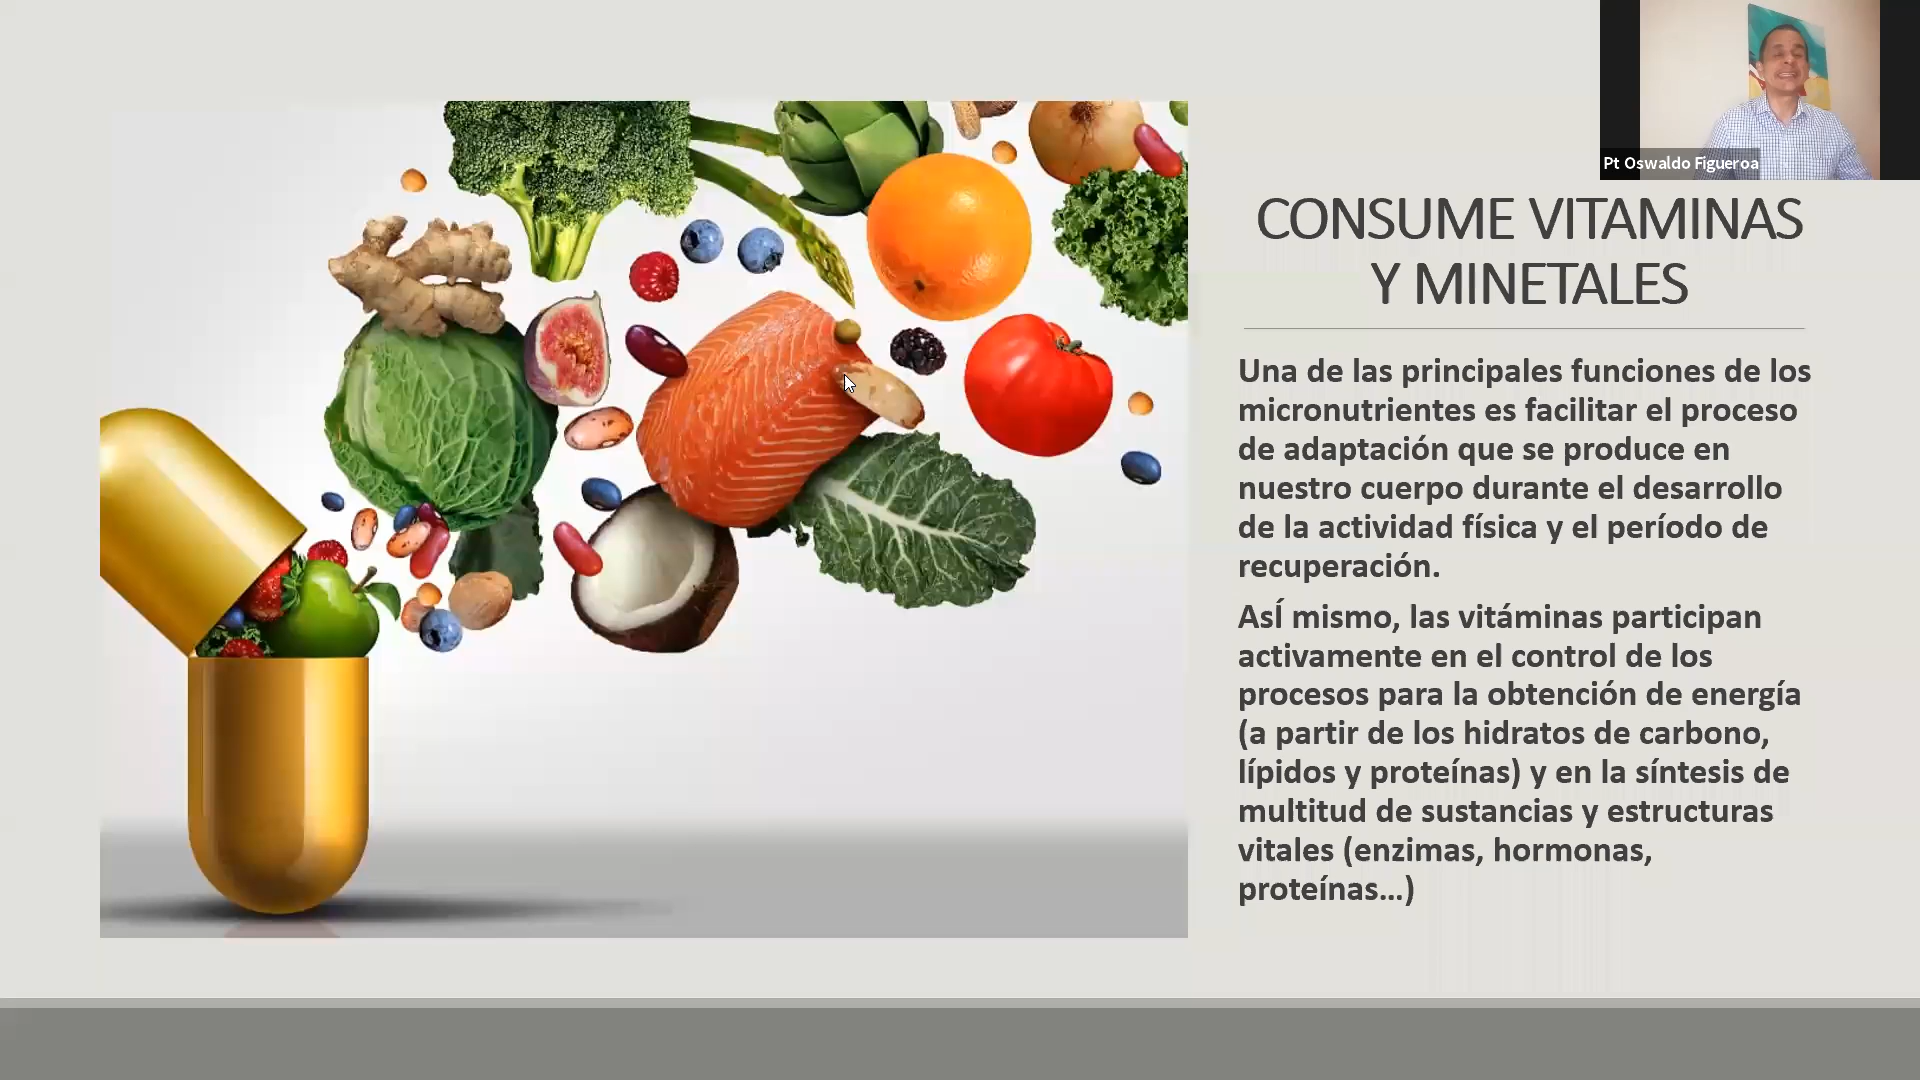 Pt Oswaldo Figueroa
CONSUME VITAMINAS
Y MINETALES
Una de las principales funciones de los
micronutrientes es facilitar el proceso
de adaptación que se produce en
nuestro cuerpo durante el desarrollo
de la actividad física y el período de
recuperación.
AsÍ mismo, las vitáminas participan
activamente en el control de los
procesos para la obtención de energía
(a partir de los hidratos de carbono,
lípidos y proteínas) y en la síntesis de
multitud de sustancias y estructuras
vitales (enzimas, hormonas,
proteínas...)